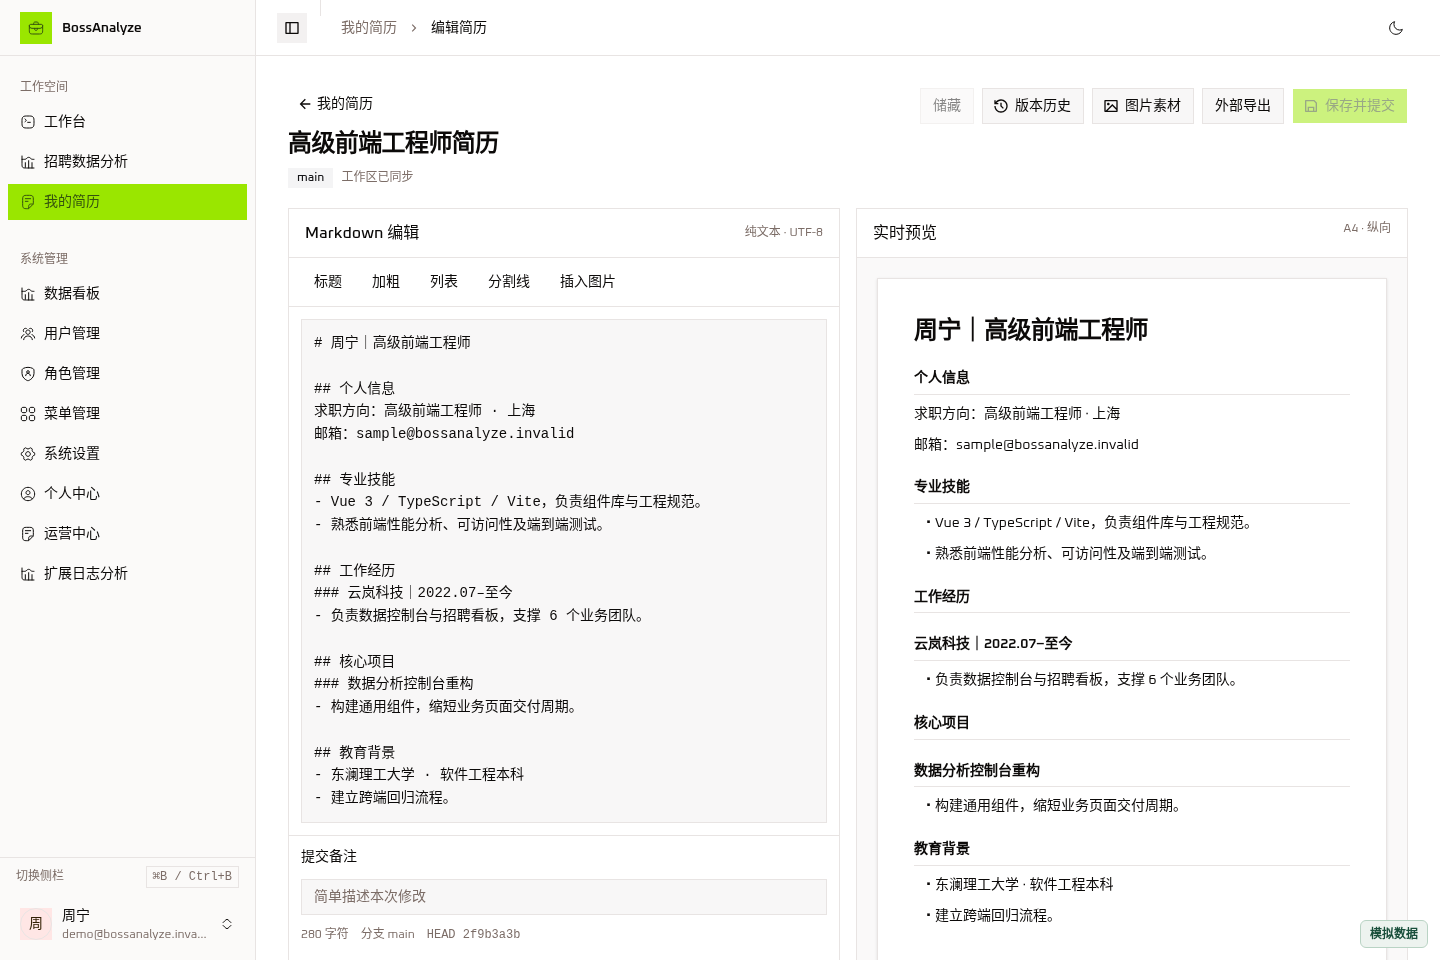 BossAnalyze
我的简历 > 编辑简历
工作空间
工作台
招聘数据分析
我的简历
系统管理
数据看板
用户管理
角色管理
菜单管理
系统设置
个人中心
运营中心
扩展日志分析
切换侧栏 ⌘B / Ctrl+B
周 周宁
demo@bossanalyze.inva...
← 我的简历
高级前端工程师简历
main 工作区已同步
储藏 版本历史 图片素材 外部导出 保存并提交
Markdown 编辑 纯文本 · UTF-8
标题 加粗 列表 分割线 插入图片
# 周宁｜高级前端工程师
## 个人信息
求职方向：高级前端工程师 · 上海
邮箱：sample@bossanalyze.invalid
## 专业技能
- Vue 3 / TypeScript / Vite，负责组件库与工程规范。
- 熟悉前端性能分析、可访问性及端到端测试。
## 工作经历
### 云岚科技｜2022.07–至今
- 负责数据控制台与招聘看板，支撑 6 个业务团队。
## 核心项目
### 数据分析控制台重构
- 构建通用组件，缩短业务页面交付周期。
## 教育背景
- 东澜理工大学 · 软件工程本科
- 建立跨端回归流程。
提交备注
简单描述本次修改
280 字符 分支 main HEAD 2f9b3a3b
实时预览 A4 · 纵向
周宁｜高级前端工程师
个人信息
求职方向：高级前端工程师 · 上海
邮箱：sample@bossanalyze.invalid
专业技能
• Vue 3 / TypeScript / Vite，负责组件库与工程规范。
• 熟悉前端性能分析、可访问性及端到端测试。
工作经历
云岚科技｜2022.07–至今
• 负责数据控制台与招聘看板，支撑 6 个业务团队。
核心项目
数据分析控制台重构
• 构建通用组件，缩短业务页面交付周期。
教育背景
• 东澜理工大学 · 软件工程本科
• 建立跨端回归流程。
模拟数据